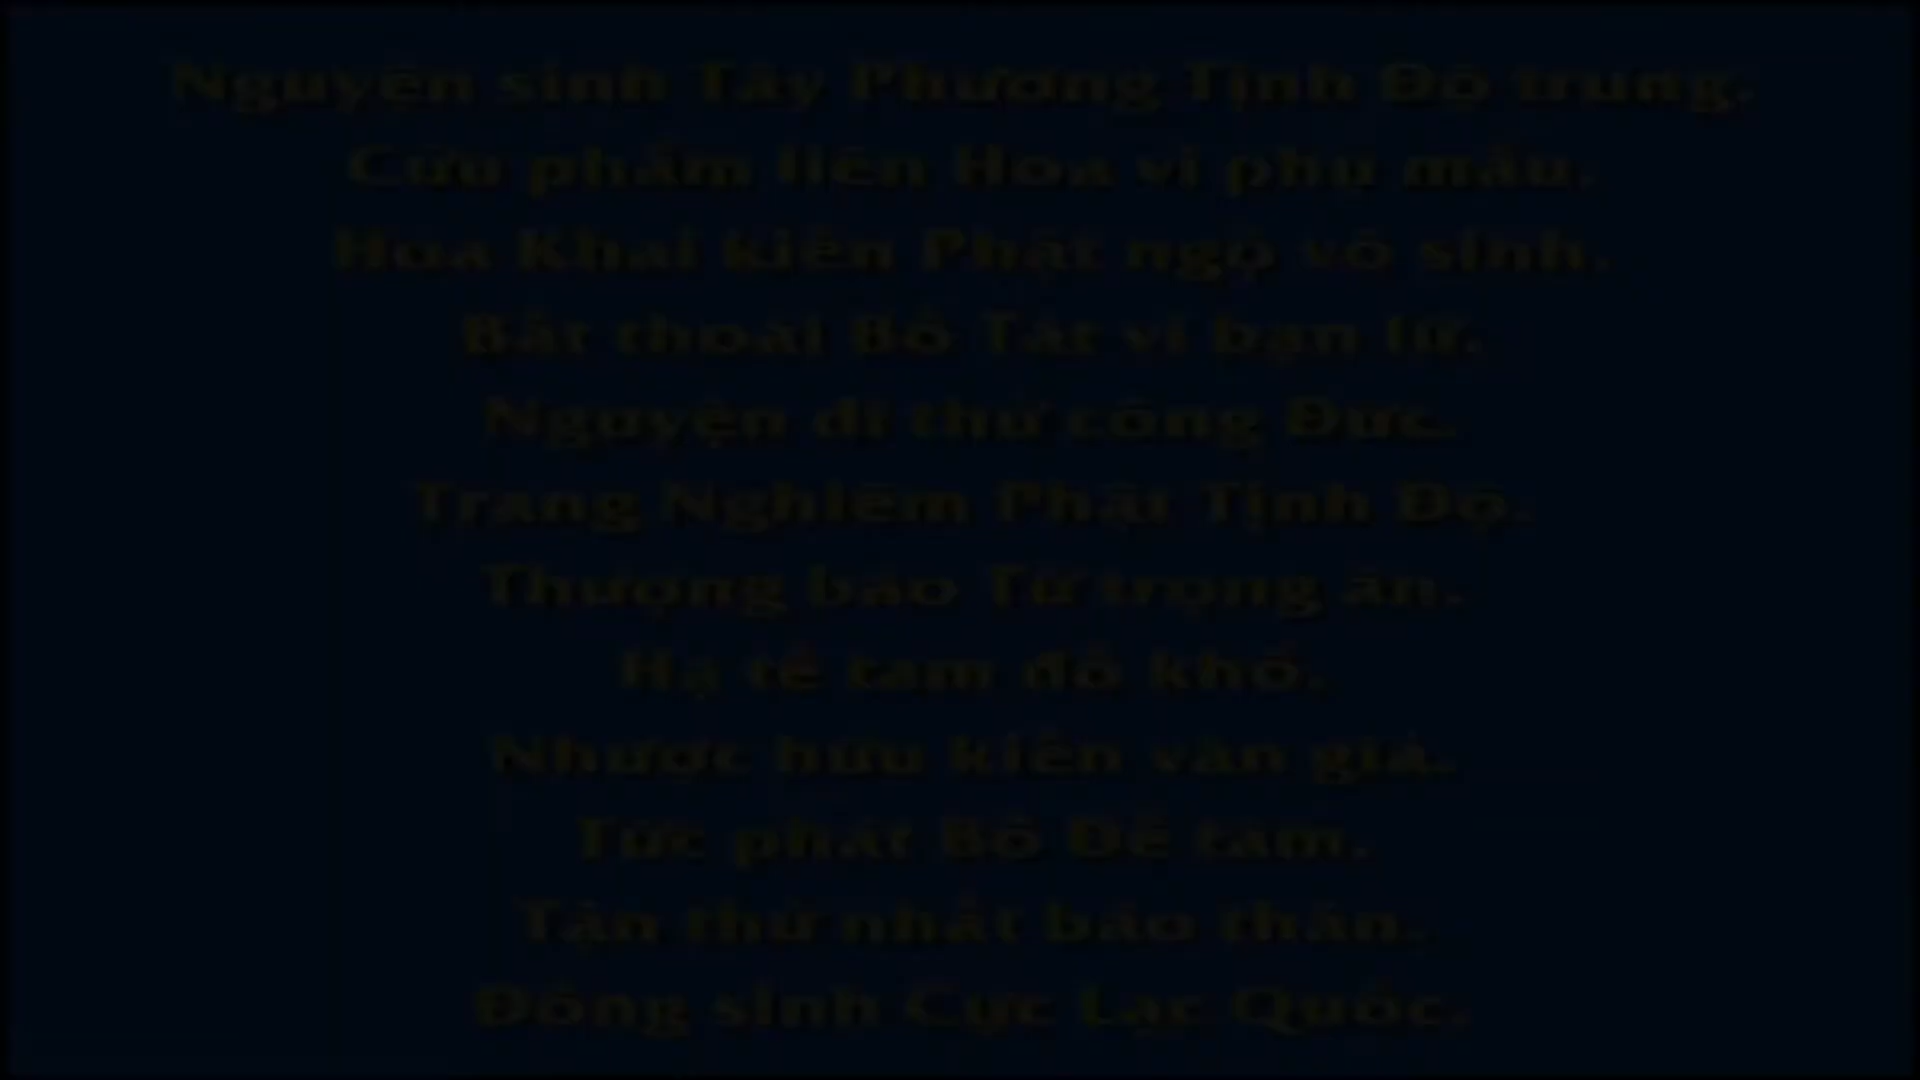 Nguyện sinh Tây Phương Tịnh Độ trung.
Cửu phẩm liên Hoa vi phụ mẫu.
Hoa Khai kiến Phật ngộ vô sinh.
Bất thoái Bồ Tát vi bạn lữ.
Nguyện dĩ thử công Đức.
Trang Nghiêm Phật Tịnh Độ.
Thượng báo Tứ trọng ân.
Hạ tế tam đồ khổ.
Nhược hữu kiến văn giả.
Tức phát Bồ Đề tâm.
Tận thử nhất báo thân.
Đồng sinh Cực Lạc Quốc.